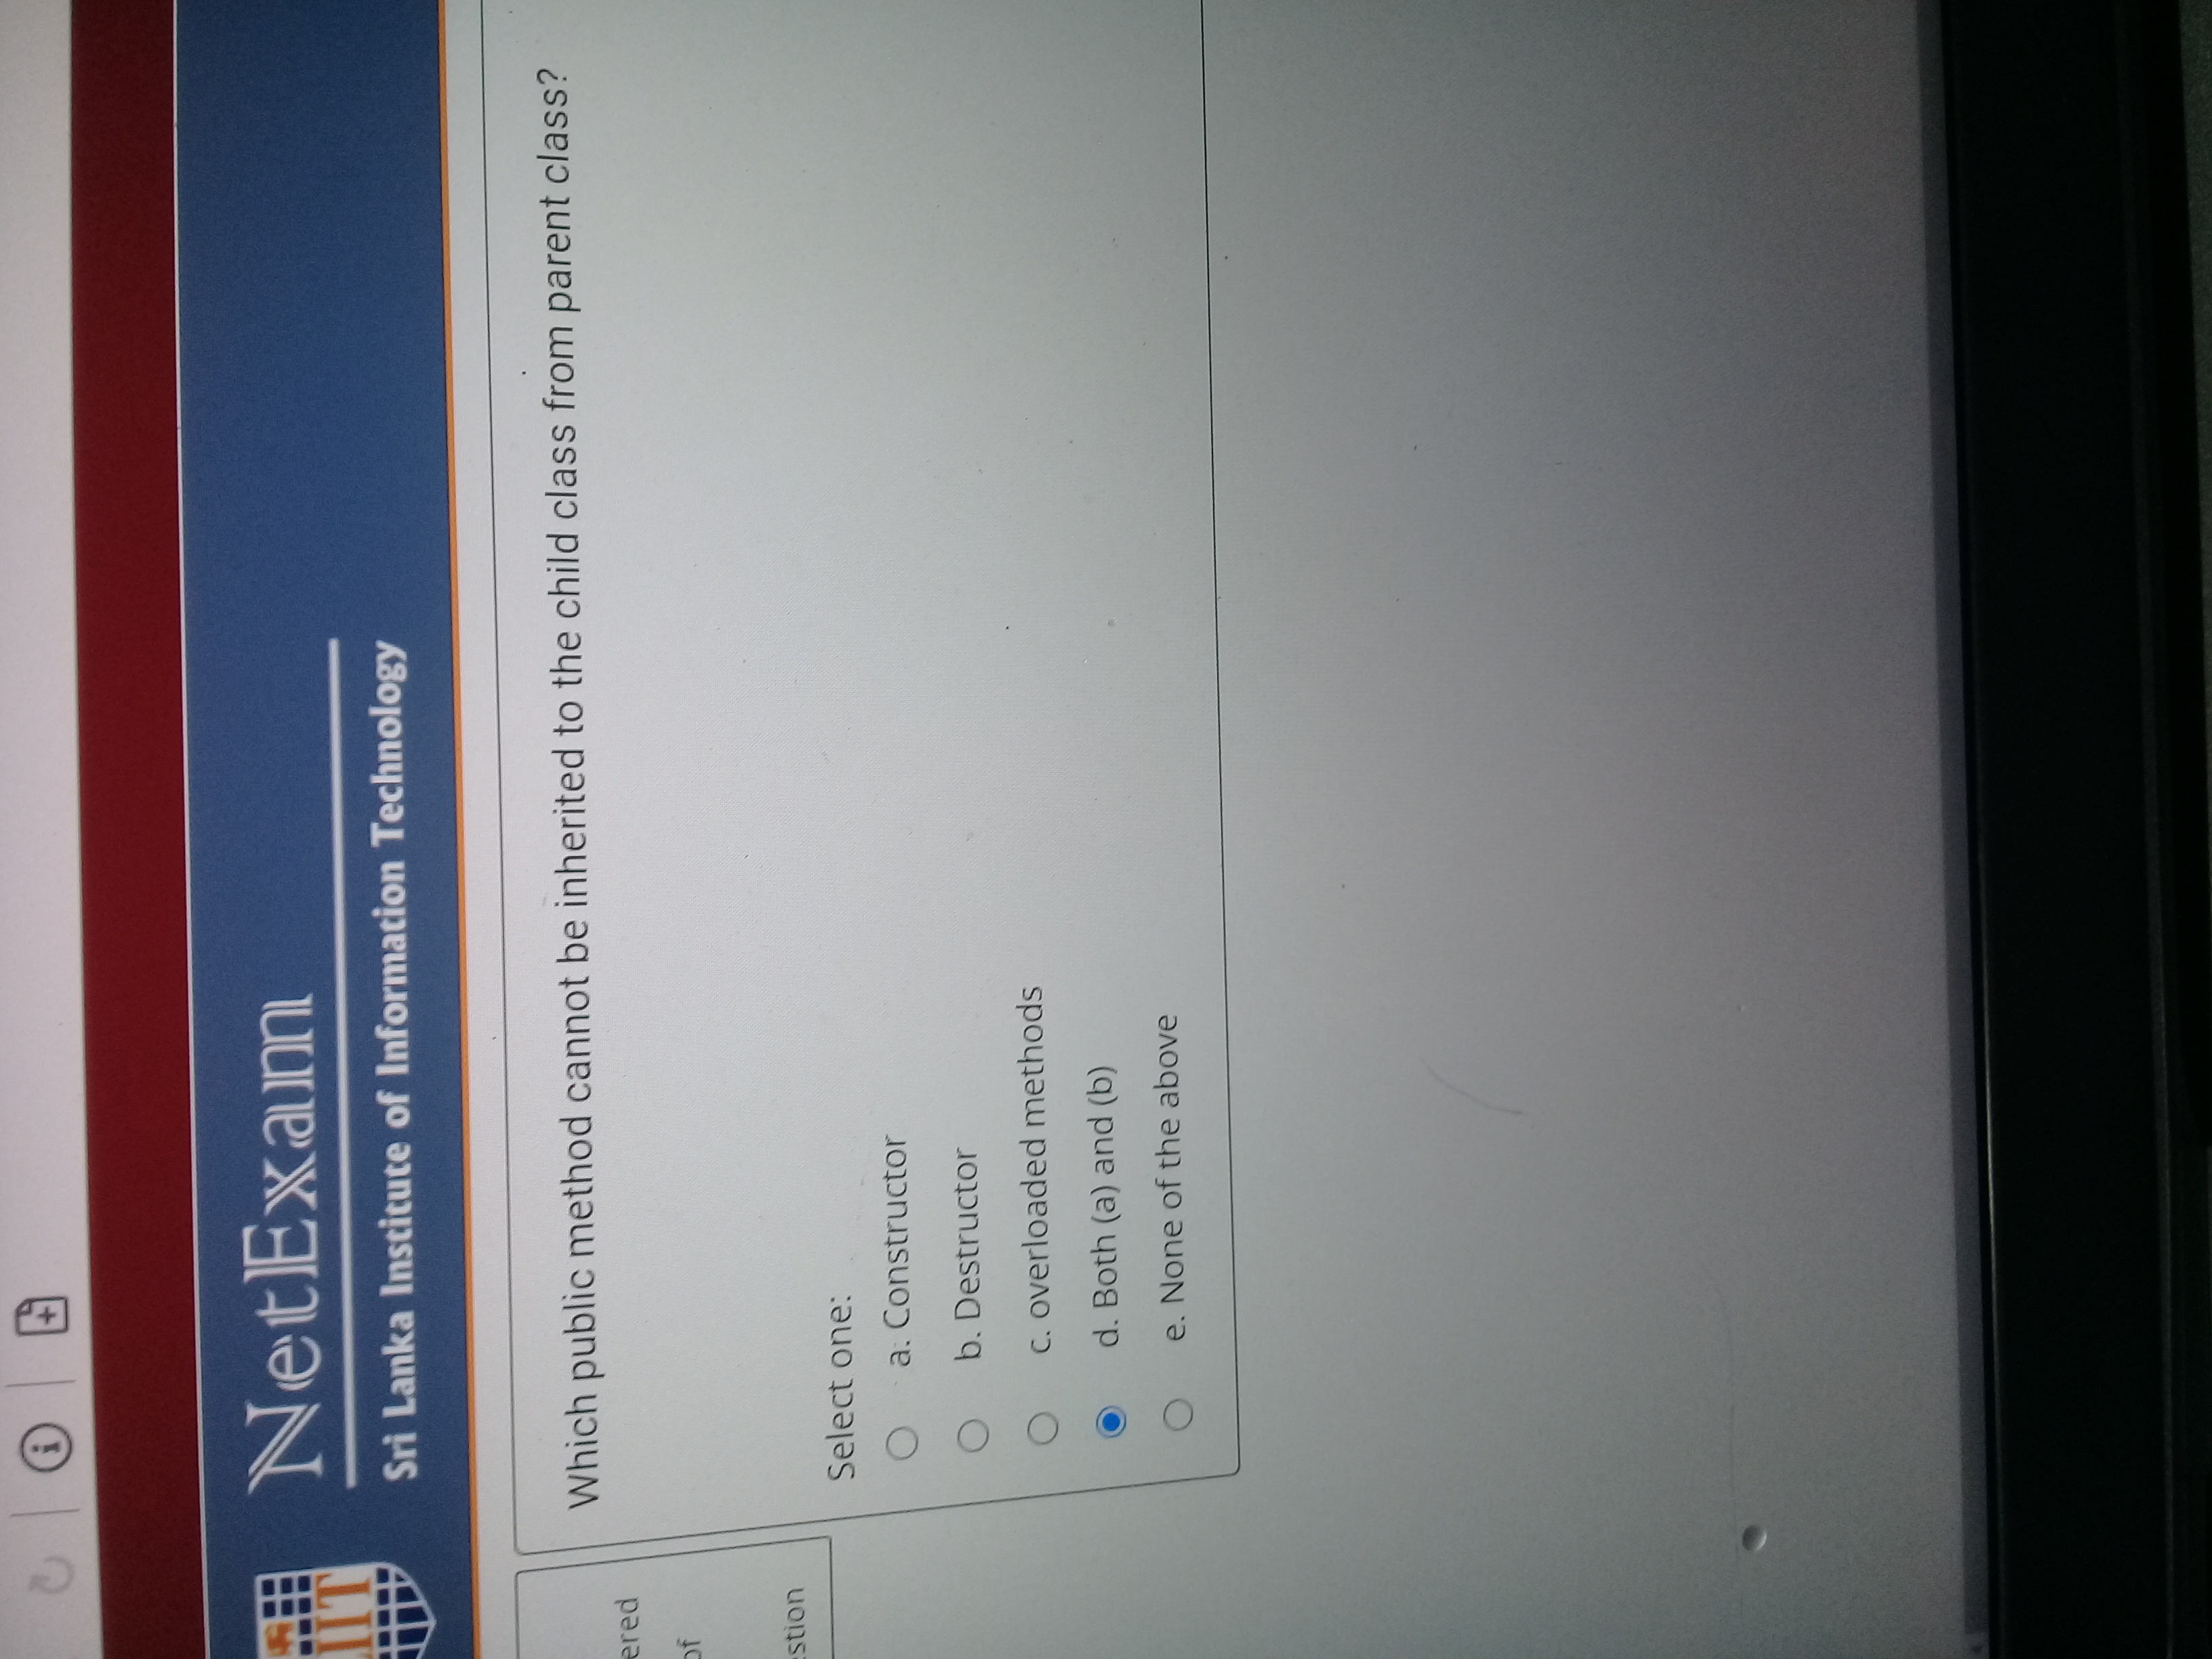 IIT
NetExam
Sri Lanka Institute of Information Technology
ered
of
estion
Which public method cannot be inherited to the child class from parent class?
Select one:
a. Constructor
b. Destructor
c. overloaded methods
d. Both (a) and (b)
e. None of the above